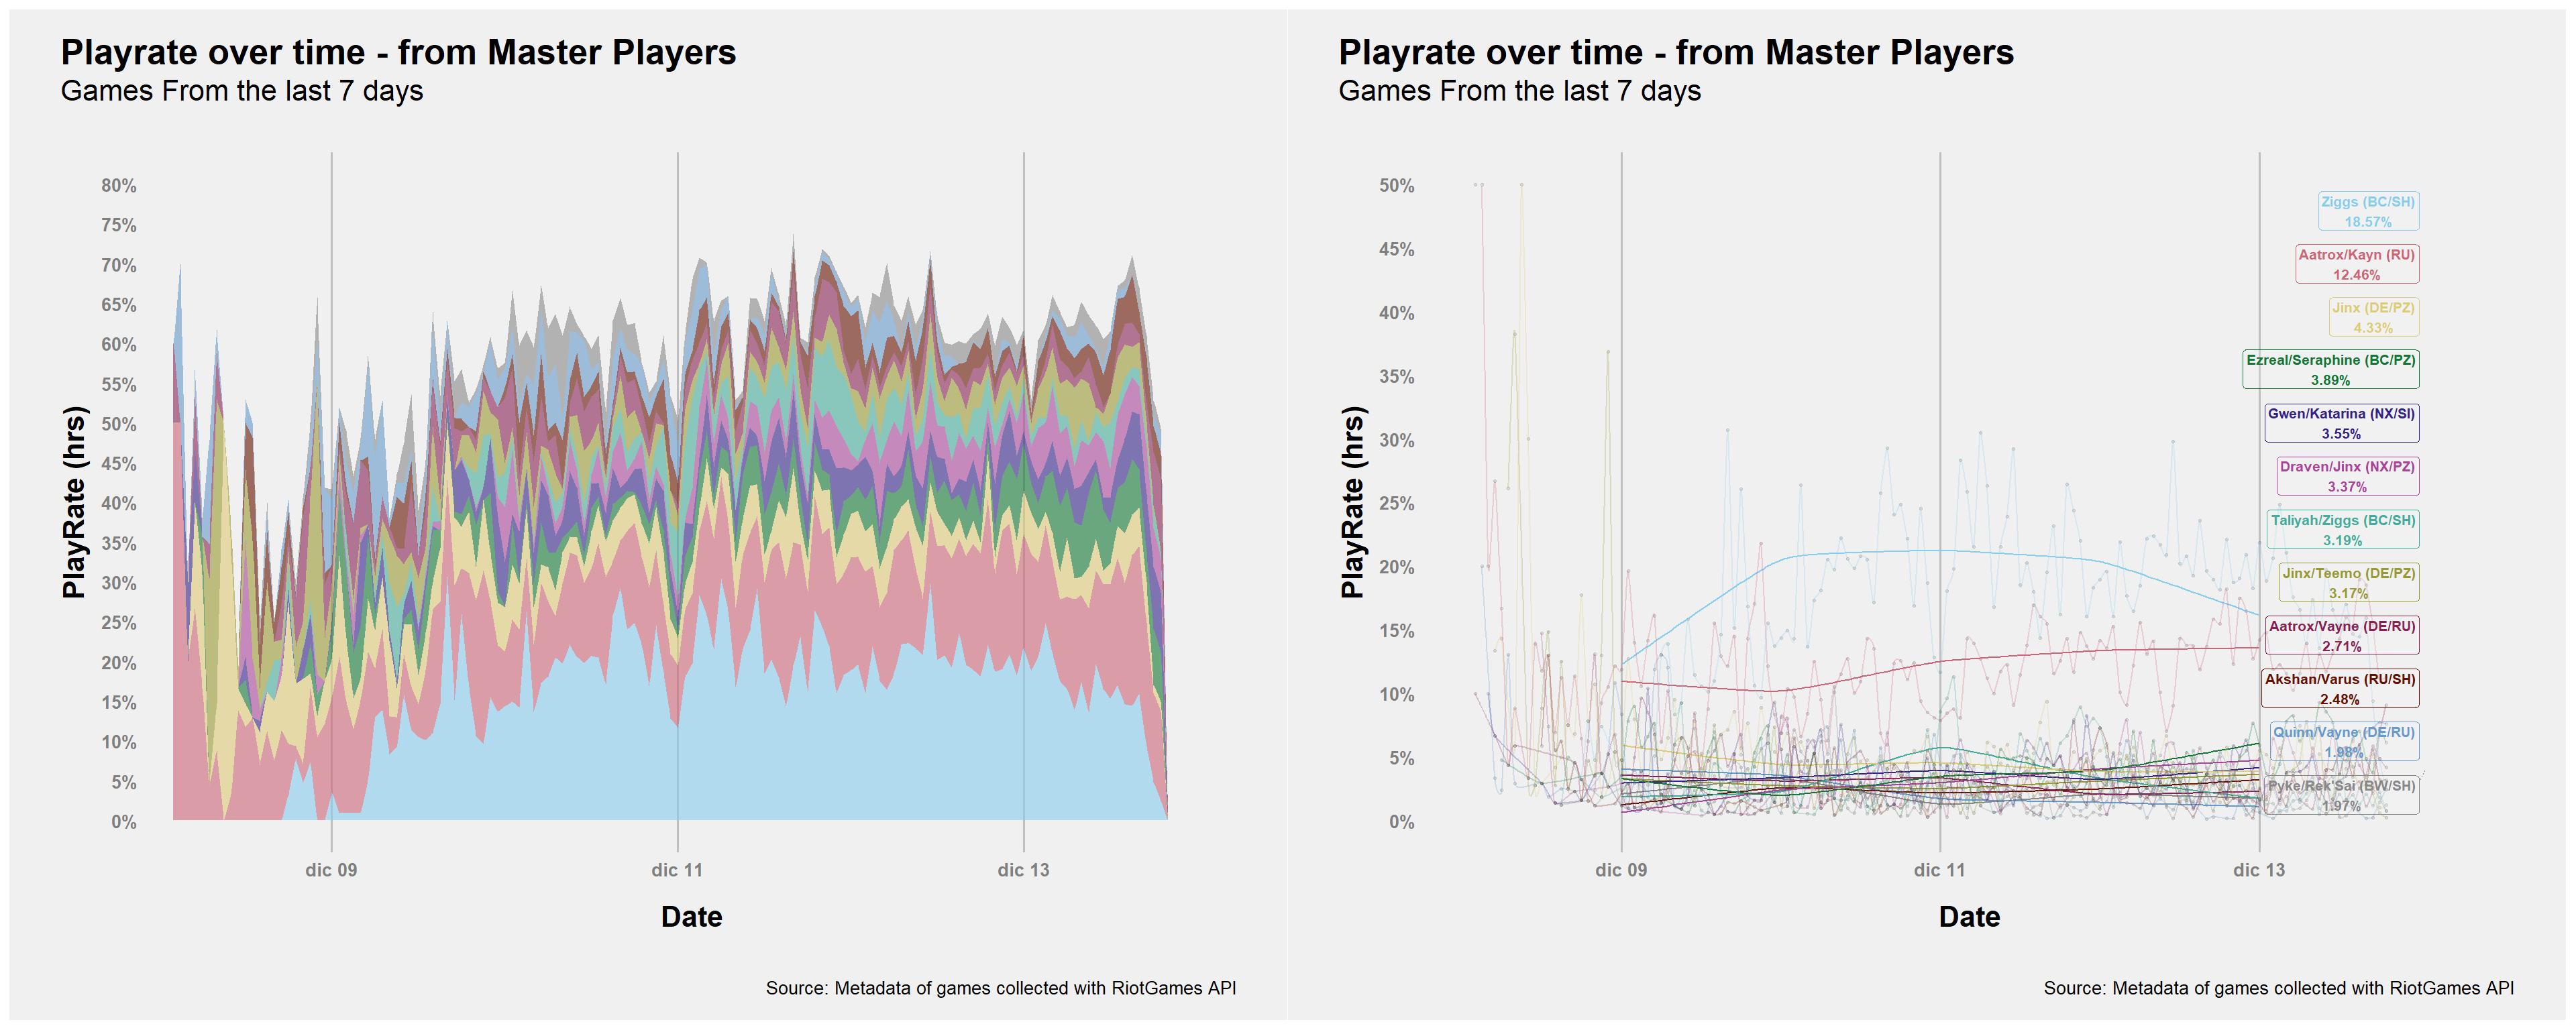 Playrate over time - from Master Players
Games From the last 7 days
80%
75%
70%
65%
60%
55%
50%
45%
40%
35%
30%
25%
20%
15%
10%
5%
0%
PlayRate (hrs)
dic 09
dic 11
dic 13
Date
Source: Metadata of games collected with RiotGames API
Playrate over time - from Master Players
Games From the last 7 days
50%
45%
40%
35%
30%
25%
20%
15%
10%
5%
0%
PlayRate (hrs)
Ziggs (BC/SH)
18.57%
Aatrox/Kayn (RU)
12.46%
Jinx (DE/PZ)
4.33%
Ezreal/Seraphine (BC/PZ)
3.89%
Gwen/Katarina (NX/SI)
3.55%
Draven/Jinx (NX/PZ)
3.37%
Taliyah/Ziggs (BC/SH)
3.19%
Jinx/Teemo (DE/PZ)
3.17%
Aatrox/Vayne (DE/RU)
2.71%
Akshan/Varus (RU/SH)
2.48%
Quinn/Vayne (DE/RU)
1.98%
Pyke/Rek'Sai (BW/SH)
1.97%
dic 09
dic 11
dic 13
Date
Source: Metadata of games collected with RiotGames API